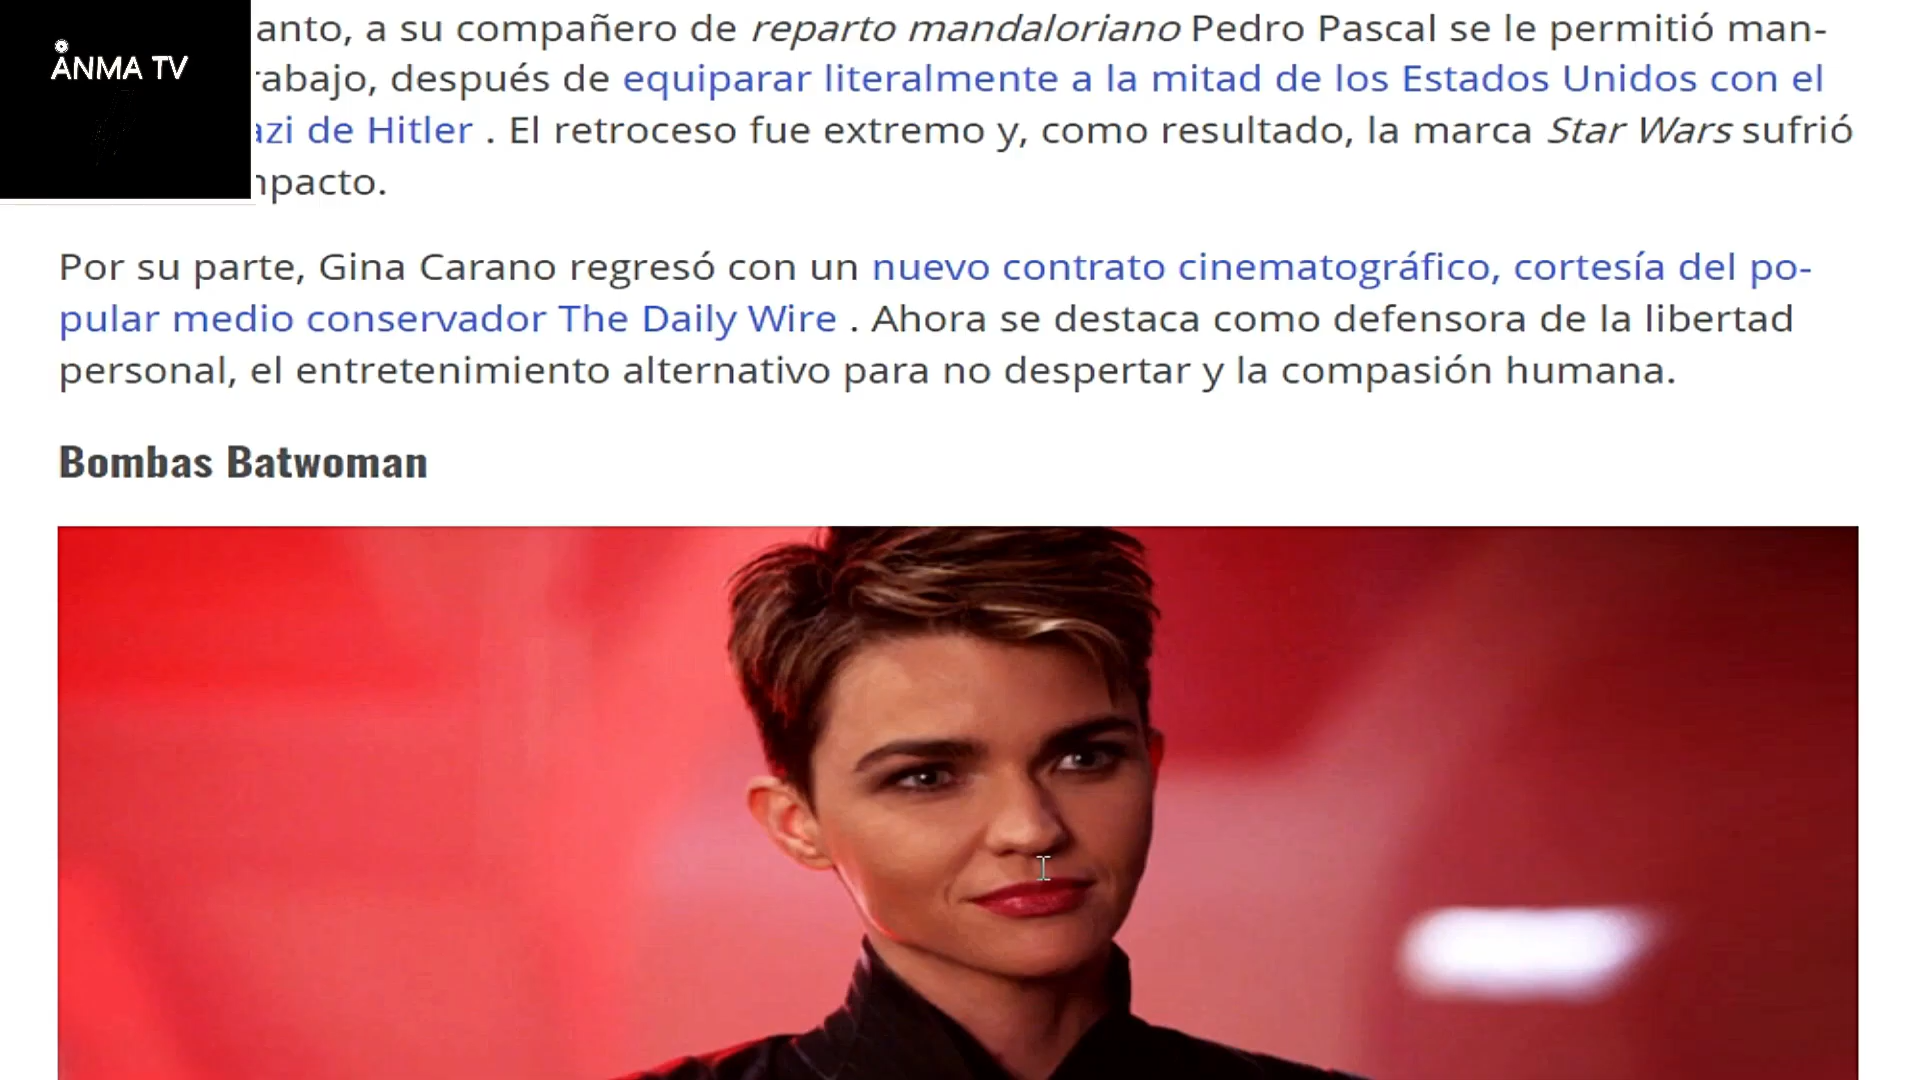 ANMA TV
anto, a su compañero de reparto mandaloriano Pedro Pascal se le permitió man-
rabajo, después de equiparar literalmente a la mitad de los Estados Unidos con el
azi de Hitler . El retroceso fue extremo y, como resultado, la marca Star Wars sufrió
mpacto.
Por su parte, Gina Carano regresó con un nuevo contrato cinematográfico, cortesía del po-
pular medio conservador The Daily Wire . Ahora se destaca como defensora de la libertad
personal, el entretenimiento alternativo para no despertar y la compasión humana.
Bombas Batwoman